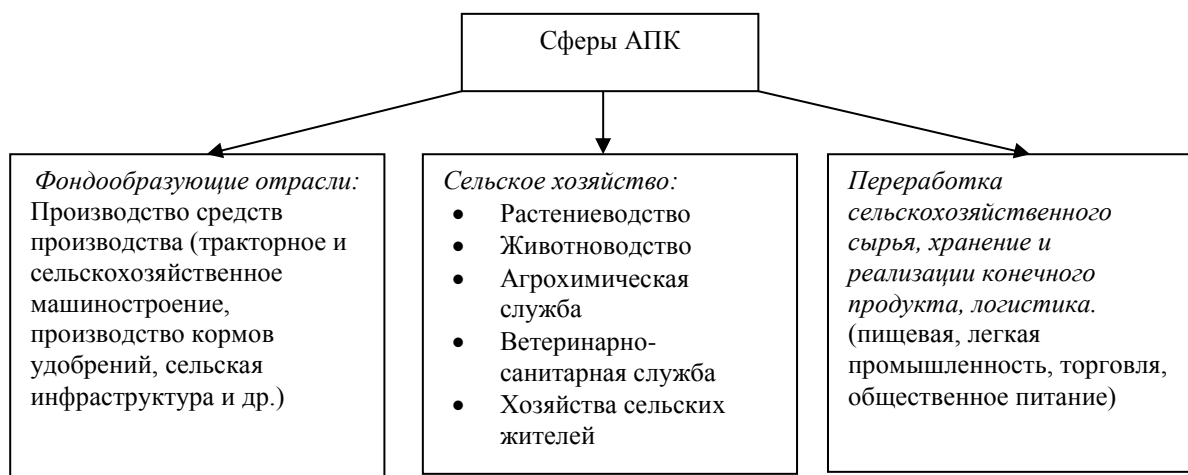 Сферы АПК
Фондообразующие отрасли:
Производство средств
производства (тракторное и
сельскохозяйственное
машиностроение,
производство кормов
удобрений, сельская
инфраструктура и др.)
Сельское хозяйство:
• Растениеводство
• Животноводство
• Агрохимическая
служба
• Ветеринарно-
санитарная служба
• Хозяйства сельских
жителей
Переработка
сельскохозяйственного
сырья, хранение и
реализации конечного
продукта, логистика.
(пищевая, легкая
промышленность, торговля,
общественное питание)